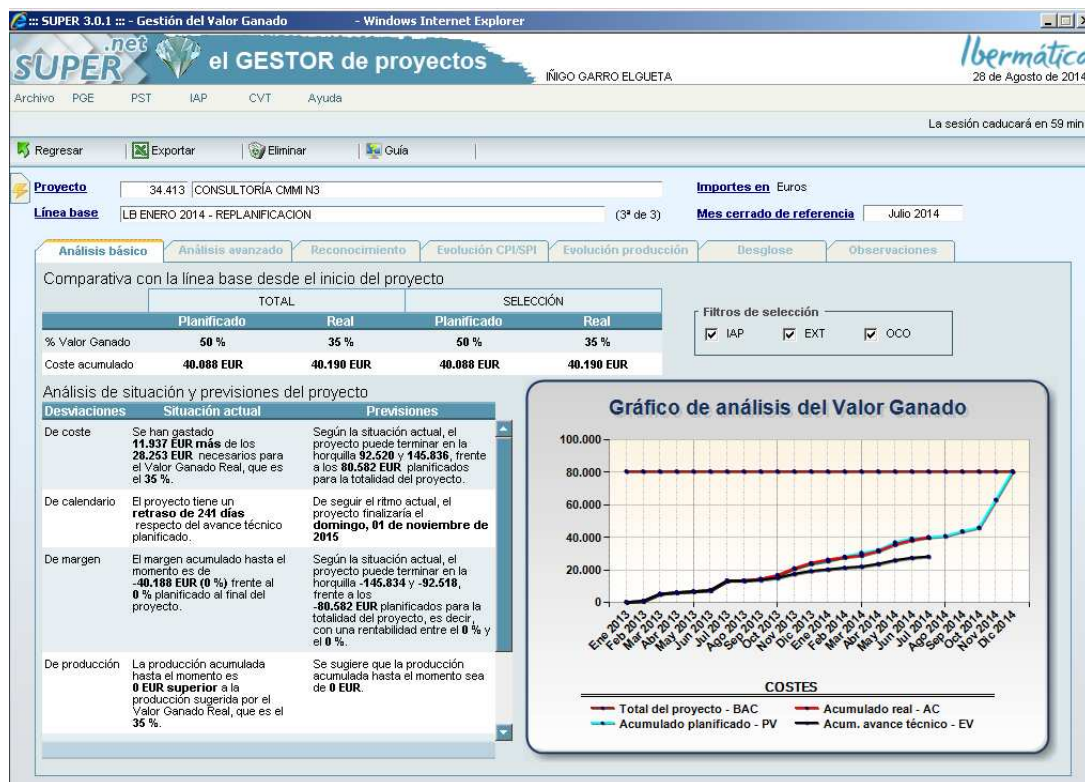 ::: SUPER 3.0.1 ::: - Gestión del Valor Ganado - Windows Internet Explorer
SUPER.net el GESTOR de proyectos
IÑIGO GARRO ELGUETA
Ibermática
28 de Agosto de 2014
Archivo PGE PST IAP CVT Ayuda
La sesión caducará en 59 min
Regresar Exportar Eliminar Guía
Proyecto 34.413 CONSULTORÍA CMMI N3 Importes en Euros
Línea base LB ENERO 2014 - REPLANIFICACION (3ª de 3) Mes cerrado de referencia Julio 2014
Análisis básico Análisis avanzado Reconocimiento Evolución CPI/SPI Evolución producción Desglose Observaciones
Comparativa con la línea base desde el inicio del proyecto
TOTAL SELECCIÓN
Planificado Real Planificado Real
% Valor Ganado 50 % 35 % 50 % 35 %
Coste acumulado 40.088 EUR 40.190 EUR 40.088 EUR 40.190 EUR
Filtros de selección
IAP EXT OCO
Análisis de situación y previsiones del proyecto
Desviaciones Situación actual Previsiones
De coste
Se han gastado
11.937 EUR más de los
28.253 EUR necesarios para
el Valor Ganado Real, que es
el 35 %.
Según la situación actual, el
proyecto puede terminar en la
horquilla 92.520 y 145.836, frente
a los 80.582 EUR planificados
para la totalidad del proyecto.
De calendario
El proyecto tiene un
retraso de 241 días
respecto del avance técnico
planificado.
De seguir el ritmo actual, el
proyecto finalizaría el
domingo, 01 de noviembre de
2015
De margen
El margen acumulado hasta el
momento es de
-40.188 EUR (0 %) frente al
0 % planificado al final del
proyecto.
Según la situación actual, el
proyecto puede terminar en la
horquilla -145.834 y -92.518,
frente a los
-80.582 EUR planificados para la
totalidad del proyecto, es decir,
con una rentabilidad entre el 0 % y
el 0 %.
De producción
La producción acumulada
hasta el momento es
0 EUR superior a la
producción sugerida por el
Valor Ganado Real, que es el
35 %.
Se sugiere que la producción
acumulada hasta el momento sea
de 0 EUR.
Gráfico de análisis del Valor Ganado
100.000
80.000
60.000
40.000
20.000
0
Ene 2013 Feb 2013 Mar 2013 Abr 2013 May 2013 Jun 2013 Jul 2013 Ago 2013 Sep 2013 Oct 2013 Nov 2013 Dic 2013 Ene 2014 Feb 2014 Mar 2014 Abr 2014 May 2014 Jun 2014 Jul 2014 Ago 2014 Sep 2014 Oct 2014 Nov 2014 Dic 2014
COSTES
Total del proyecto - BAC Acumulado real - AC
Acumulado planificado - PV Acum. avance técnico - EV